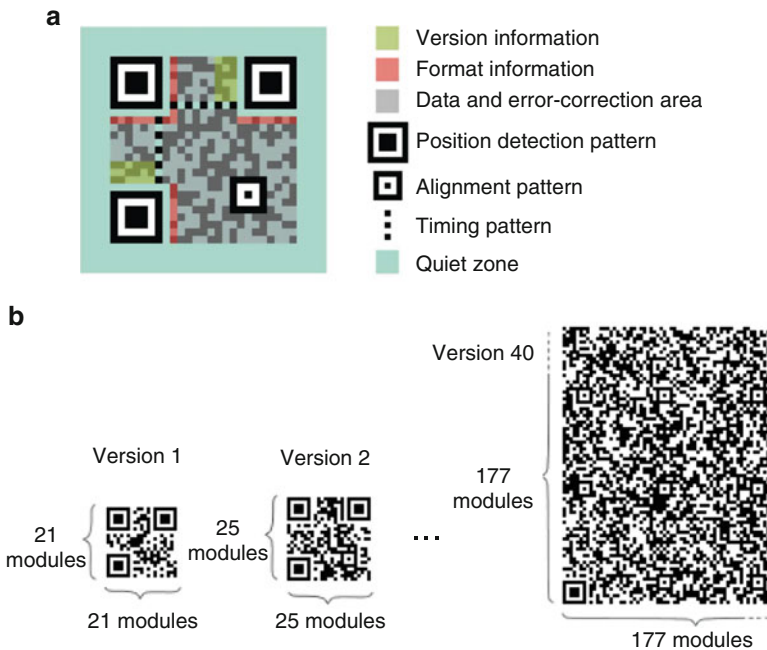 a
Version information
Format information
Data and error-correction area
Position detection pattern
Alignment pattern
Timing pattern
Quiet zone
b
Version 1
21
modules
21 modules
Version 2
25
modules
25 modules
...
Version 40
177
modules
177 modules